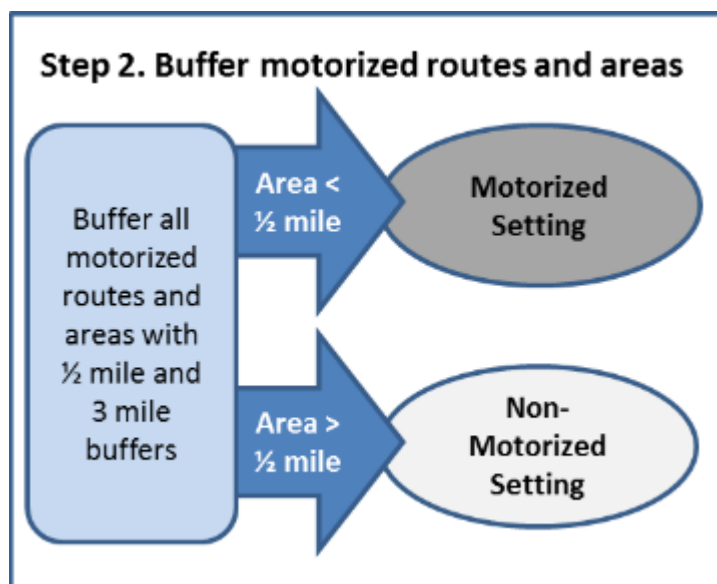 Step 2. Buffer motorized routes and areas
Buffer all
motorized
routes and
areas with
½ mile and
3 mile
buffers
Area <
½ mile
Motorized
Setting
Area >
½ mile
Non-
Motorized
Setting